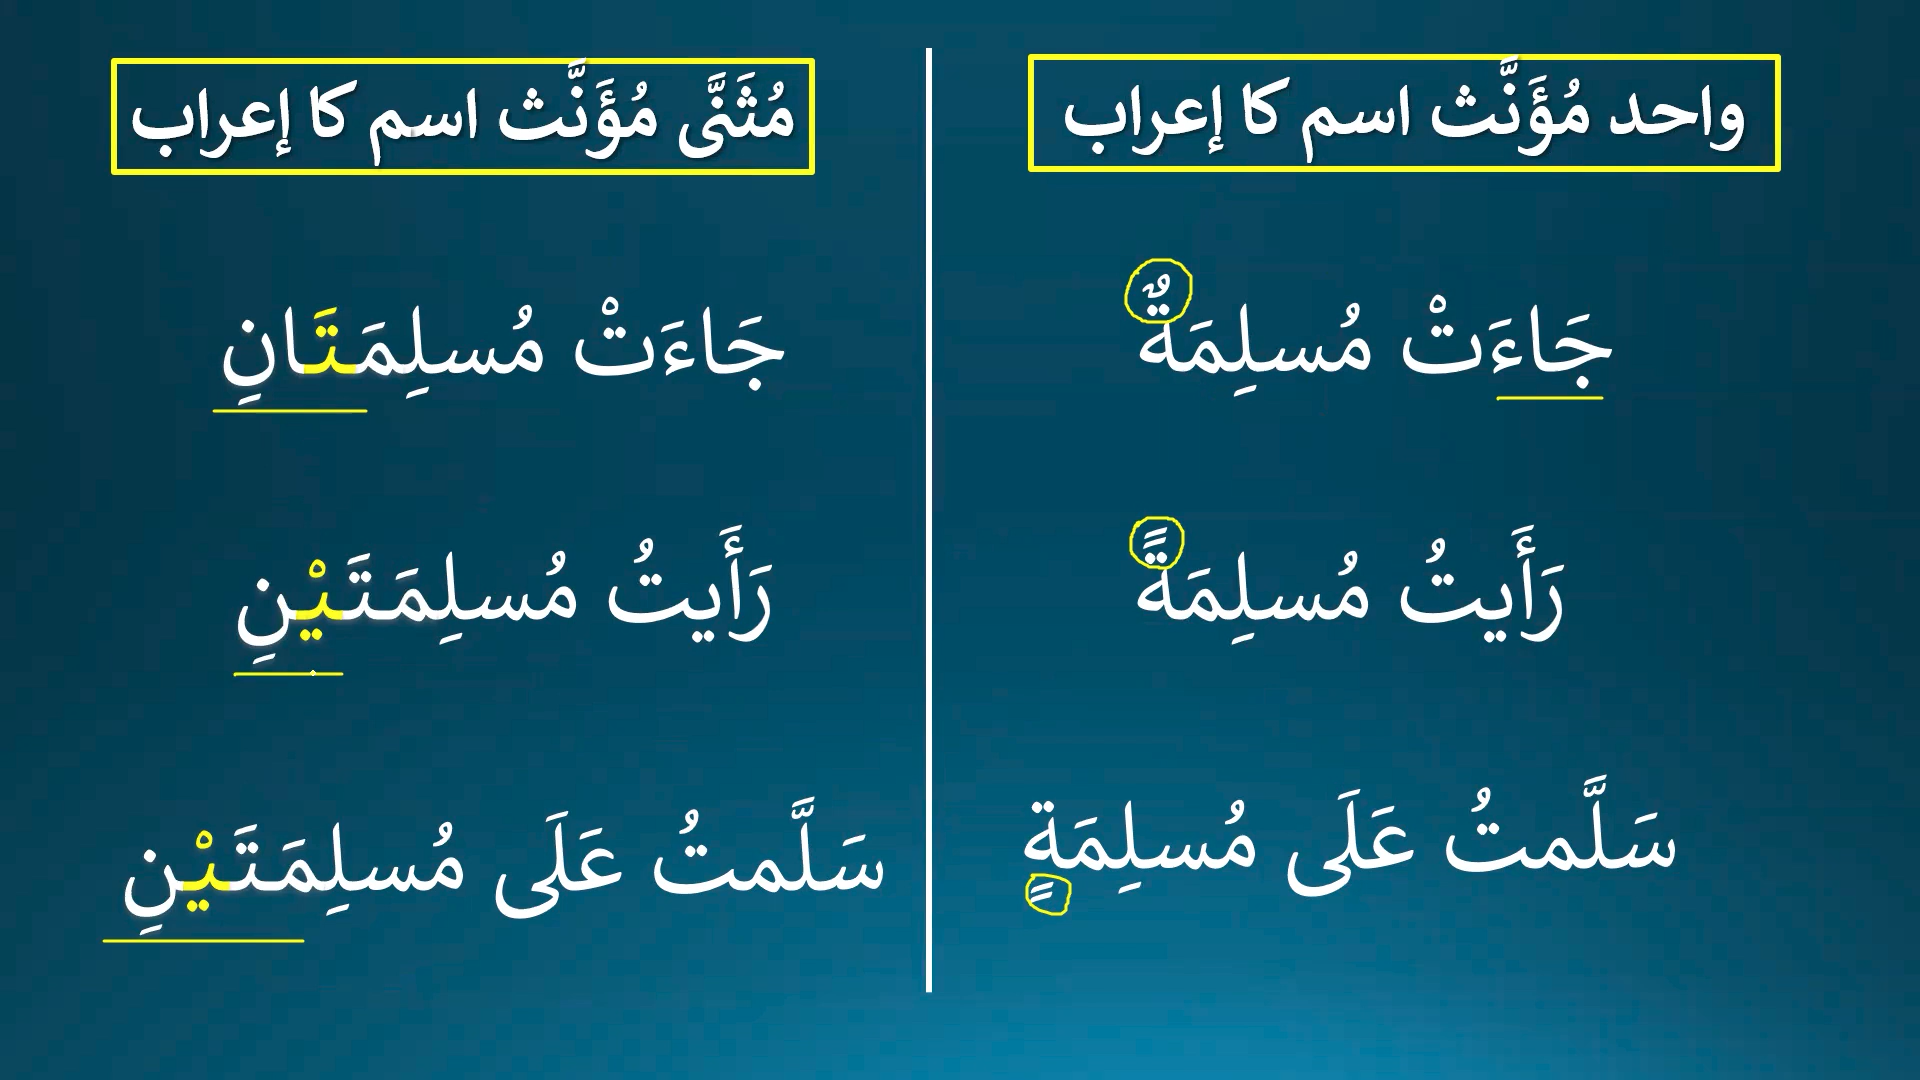 واحد مُؤَنَّث اسم کا إعراب
جَاءَتْ مُسلِمَةٌ
رَأَيتُ مُسلِمَةً
سَلَّمتُ عَلَى مُسلِمَةٍ
مُثَنَّى مُؤَنَّث اسم کا إعراب
جَاءَتْ مُسلِمَتَانِ
رَأَيتُ مُسلِمَتَيْنِ
سَلَّمتُ عَلَى مُسلِمَتَيْنِ